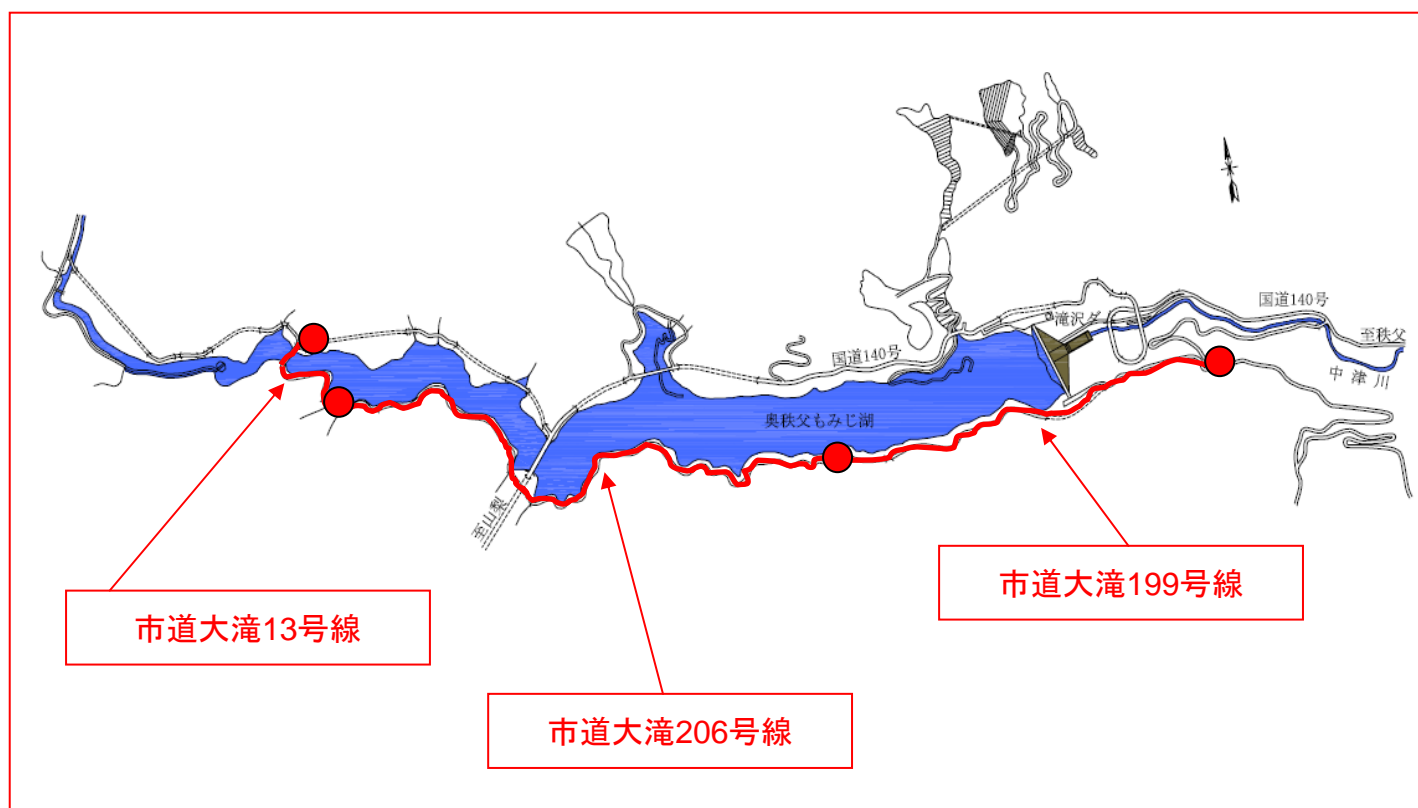 国道140号
滝沢ダ
至秩父
中津川
国道140号
奥秩父もみじ湖
至山梨
市道大滝199号線
市道大滝13号線
市道大滝206号線